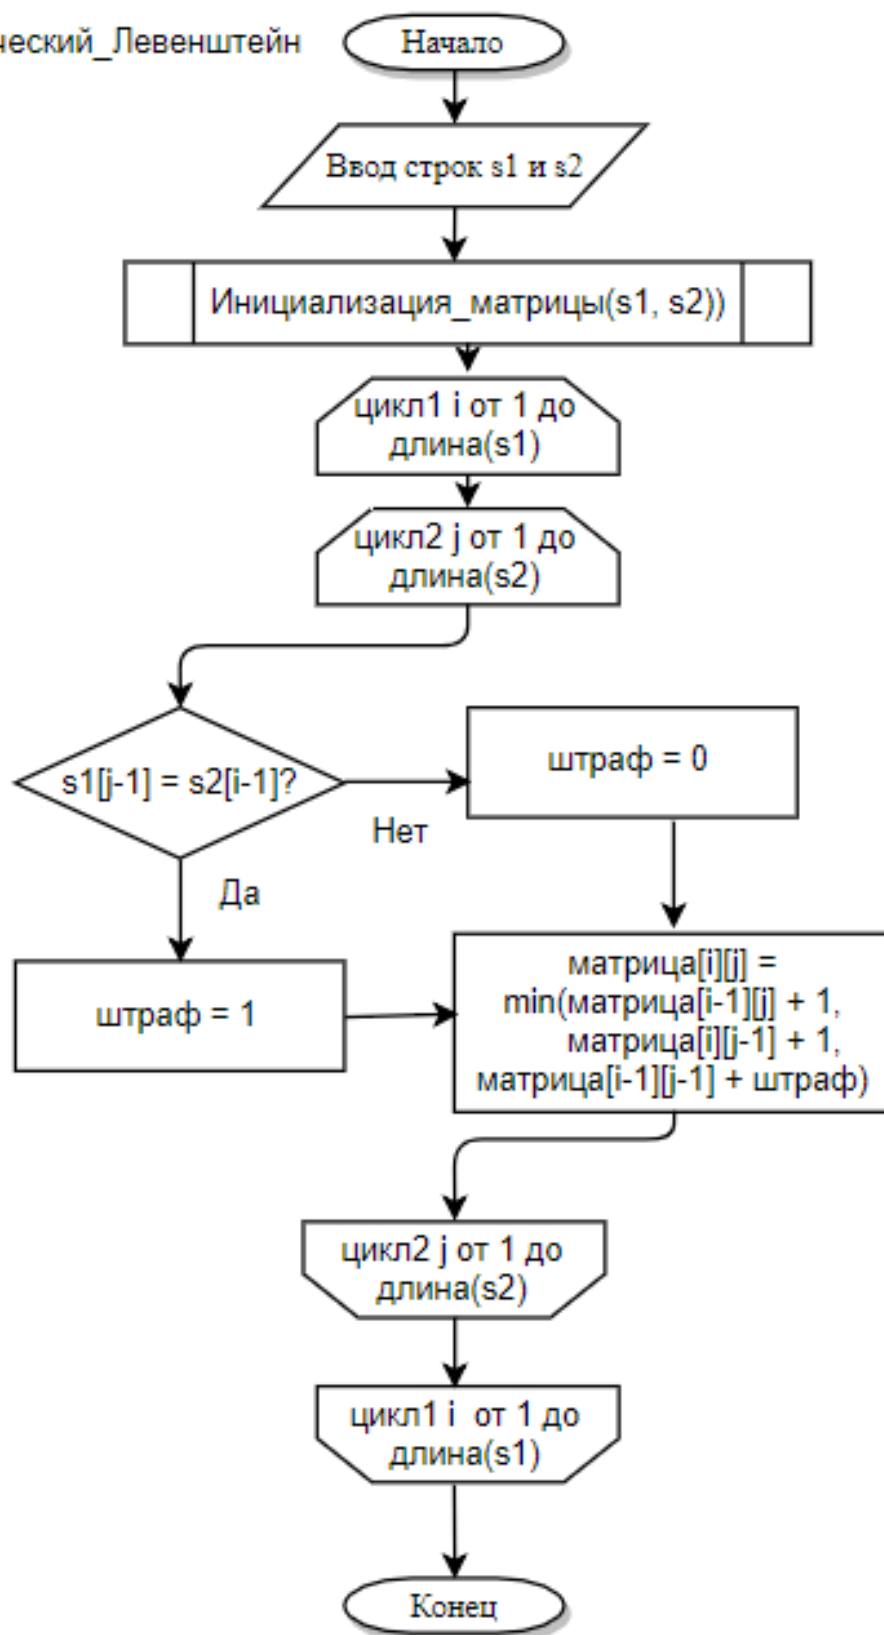 ческий_Левенштейн
Начало
Ввод строк s1 и s2
Инициализация_матрицы(s1, s2))
цикл1 i от 1 до
длина(s1)
цикл2 j от 1 до
длина(s2)
s1[j-1] = s2[i-1]?
Нет
штраф = 0
Да
штраф = 1
матрица[i][j] =
min(матрица[i-1][j] + 1,
матрица[i][j-1] + 1,
матрица[i-1][j-1] + штраф)
цикл2 j от 1 до
длина(s2)
цикл1 i от 1 до
длина(s1)
Конец